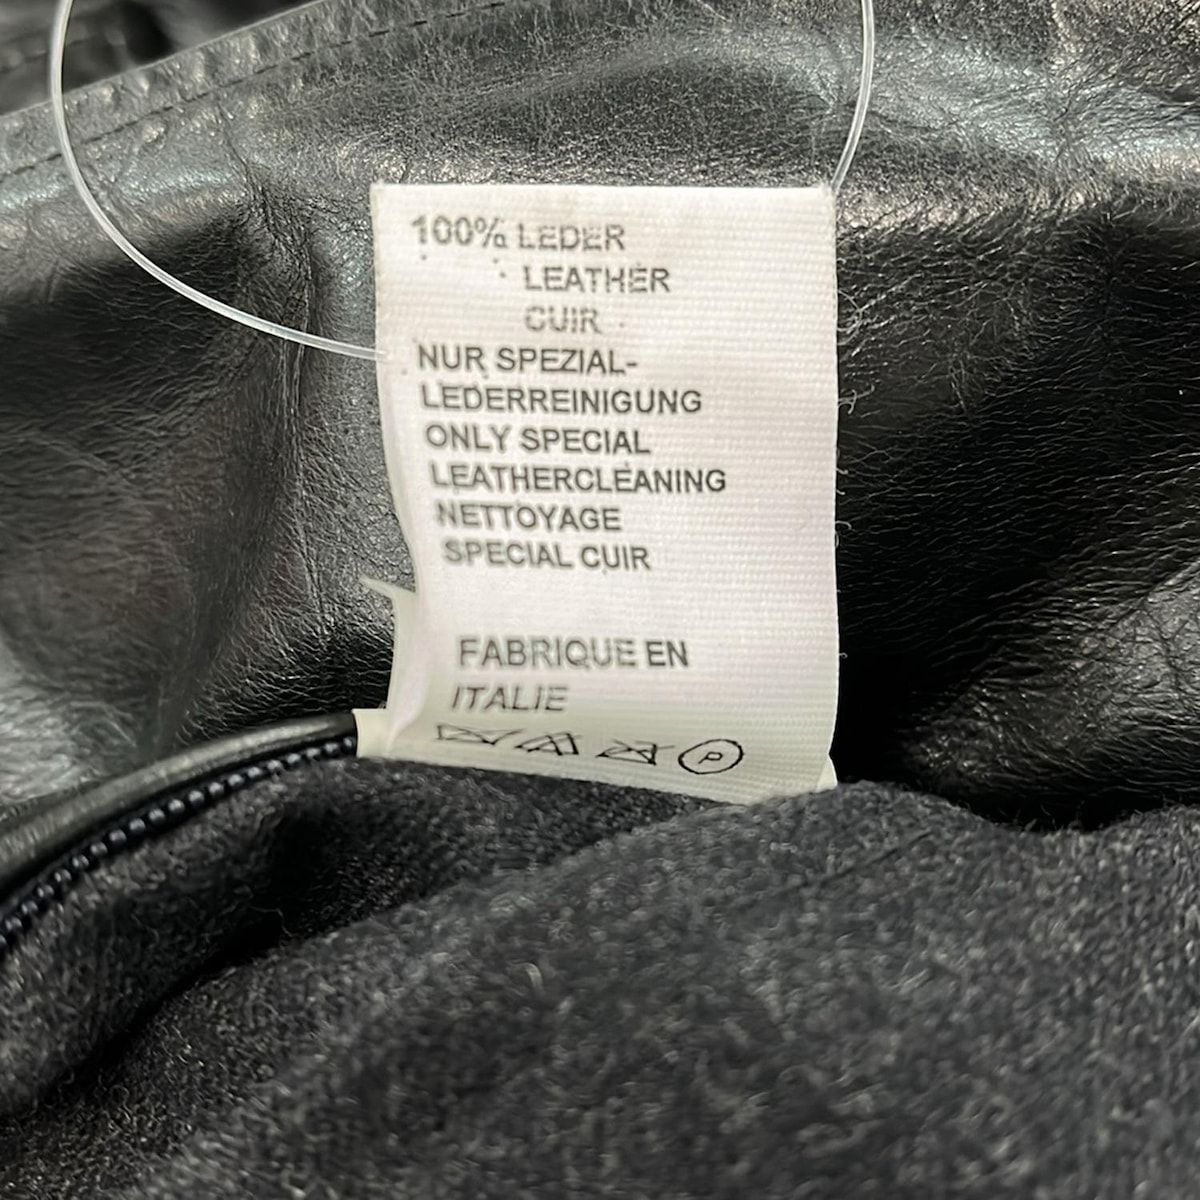 100% LEDER
LEATHER
CUIR
NUR SPEZIAL-
LEDERREINIGUNG
ONLY SPECIAL
LEATHERCLEANING
NETTOYAGE
SPECIAL CUIR
FABRIQUE EN
ITALIE
P